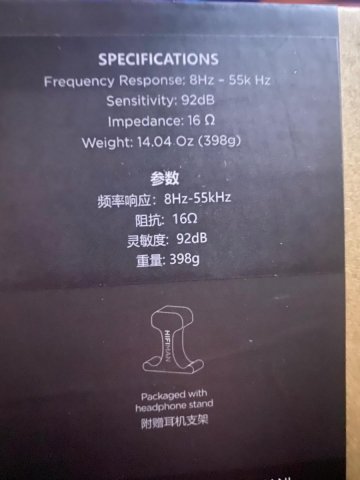 SPECIFICATIONS
Frequency Response: 8Hz – 55k Hz
Sensitivity: 92dB
Impedance: 16 Ω
Weight: 14.04 Oz (398g)
参数
频率响应: 8Hz-55kHz
阻抗: 16Ω
灵敏度: 92dB
重量: 398g
HIFIMAN
Packaged with
headphone stand
附赠耳机支架